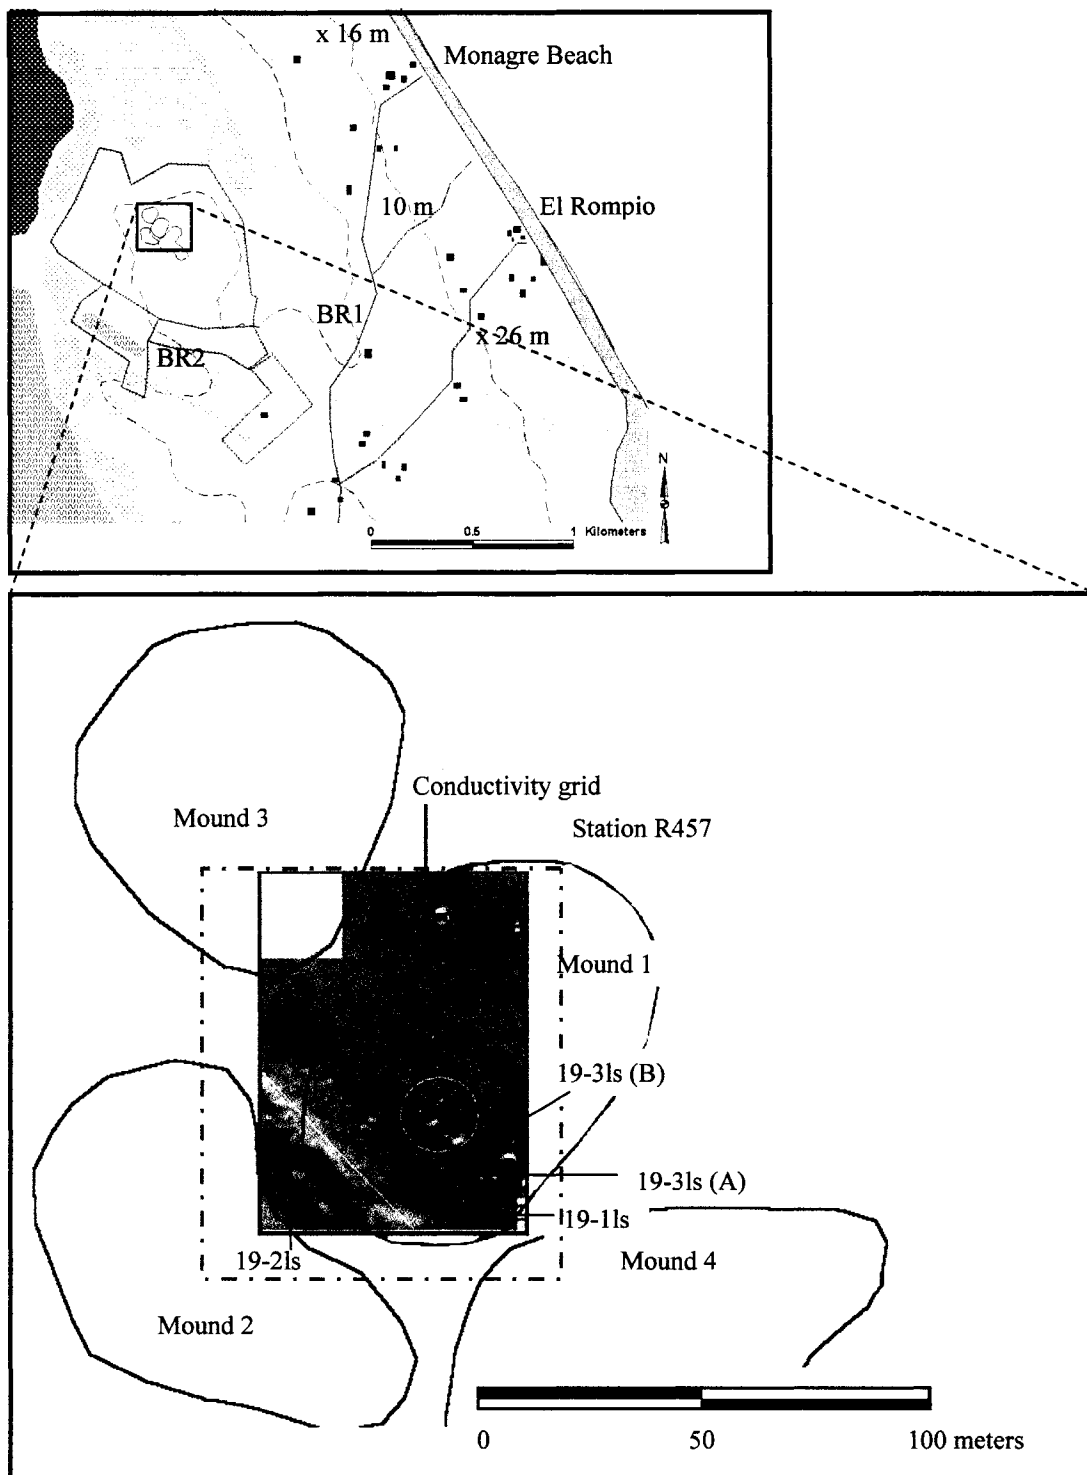 x 16 m
Monagre Beach
10 m
El Rompio
BR1
x 26 m
BR2
N
0 0.5 1 Kilometers
Conductivity grid
Mound 3
Station R457
Mound 1
19-3ls (B)
19-3ls (A)
19-1ls
19-2ls
Mound 4
Mound 2
0 50 100 meters